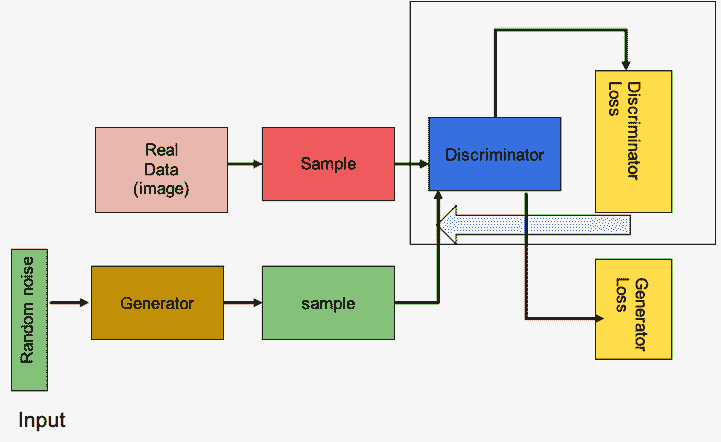 Real
Data
(image)
Sample
Discriminator
Discriminator
Loss
Random noise
Generator
sample
Generator
Loss
Input